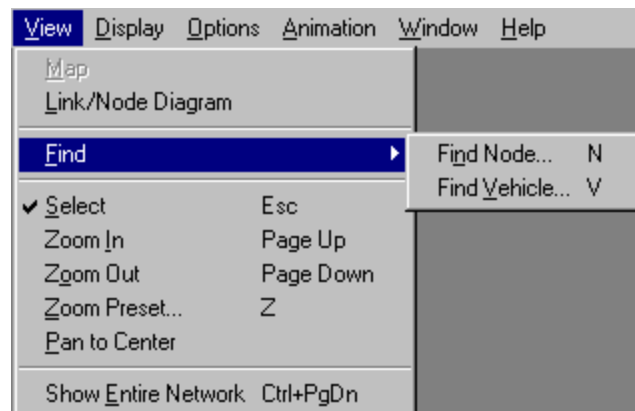 View Display Options Animation Window Help
Map
Link/Node Diagram
Find
Find Node... N
Find Vehicle... V
Select Esc
Zoom In Page Up
Zoom Out Page Down
Zoom Preset... Z
Pan to Center
Show Entire Network Ctrl+PgDn